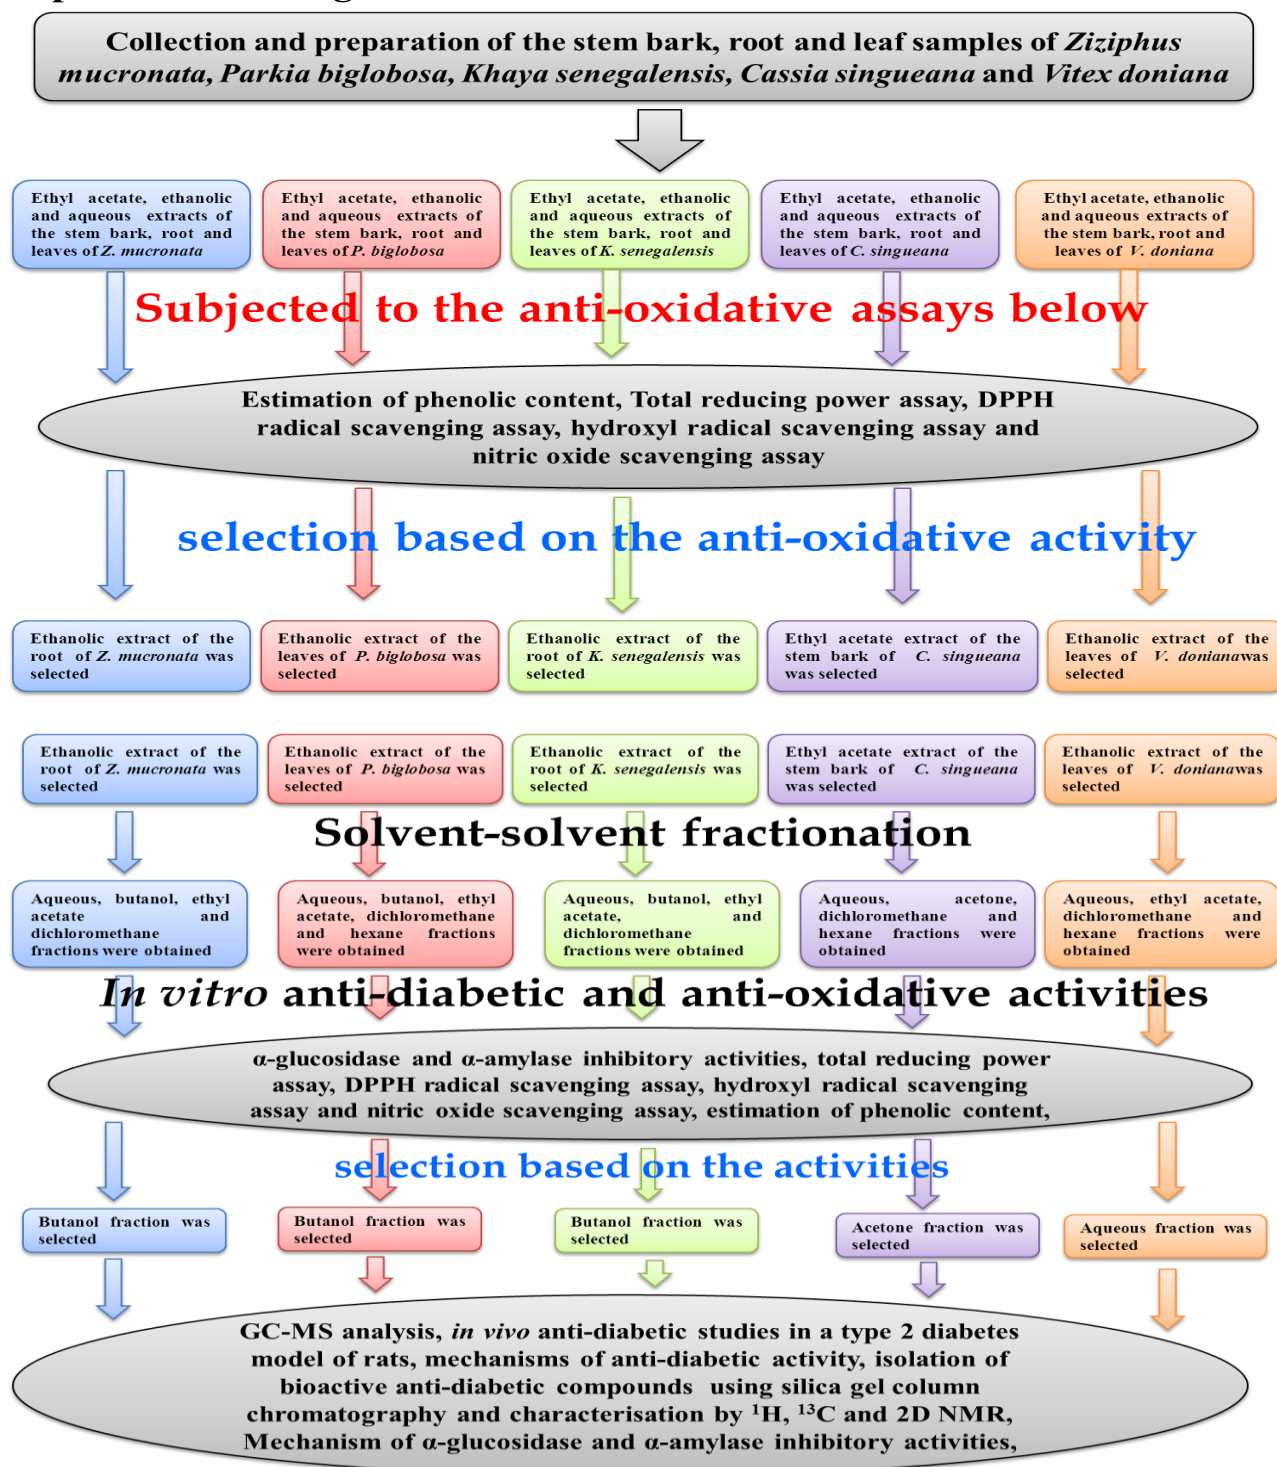 Collection and preparation of the stem bark, root and leaf samples of Ziziphus
mucronata, Parkia biglobosa, Khaya senegalensis, Cassia singueana and Vitex doniana
Ethyl acetate, ethanolic
and aqueous extracts of
the stem bark, root and
leaves of Z. mucronata
Ethyl acetate, ethanolic
and aqueous extracts of
the stem bark, root and
leaves of P. biglobosa
Ethyl acetate, ethanolic
and aqueous extracts of
the stem bark, root and
leaves of K. senegalensis
Ethyl acetate, ethanolic
and aqueous extracts of
the stem bark, root and
leaves of C. singueana
Ethyl acetate, ethanolic
and aqueous extracts of
the stem bark, root and
leaves of V. doniana
Subjected to the anti-oxidative assays below
Estimation of phenolic content, Total reducing power assay, DPPH
radical scavenging assay, hydroxyl radical scavenging assay and
nitric oxide scavenging assay
selection based on the anti-oxidative activity
Ethanolic extract of the
root of Z. mucronata was
selected
Ethanolic extract of the
leaves of P. biglobosa was
selected
Ethanolic extract of the
root of K. senegalensis was
selected
Ethyl acetate extract of the
stem bark of C. singueana
was selected
Ethanolic extract of the
leaves of V. donianawas
selected
Ethanolic extract of the
root of Z. mucronata was
selected
Ethanolic extract of the
leaves of P. biglobosa was
selected
Ethanolic extract of the
root of K. senegalensis was
selected
Ethyl acetate extract of the
stem bark of C. singueana
was selected
Ethanolic extract of the
leaves of V. donianawas
selected
Solvent-solvent fractionation
Aqueous, butanol, ethyl
acetate and
dichloromethane
fractions were obtained
Aqueous, butanol, ethyl
acetate, dichloromethane
and hexane fractions
were obtained
Aqueous, butanol, ethyl
acetate, and
dichloromethane
fractions were obtained
Aqueous, acetone,
dichloromethane and
hexane fractions were
obtained
Aqueous, ethyl acetate,
dichloromethane and
hexane fractions were
obtained
In vitro anti-diabetic and anti-oxidative activities
α-glucosidase and α-amylase inhibitory activities, total reducing power
assay, DPPH radical scavenging assay, hydroxyl radical scavenging
assay and nitric oxide scavenging assay, estimation of phenolic content,
selection based on the activities
Butanol fraction was
selected
Butanol fraction was
selected
Butanol fraction was
selected
Acetone fraction was
selected
Aqueous fraction was
selected
GC-MS analysis, in vivo anti-diabetic studies in a type 2 diabetes
model of rats, mechanisms of anti-diabetic activity, isolation of
bioactive anti-diabetic compounds using silica gel column
chromatography and characterisation by ¹H, ¹³C and 2D NMR,
Mechanism of α-glucosidase and α-amylase inhibitory activities,